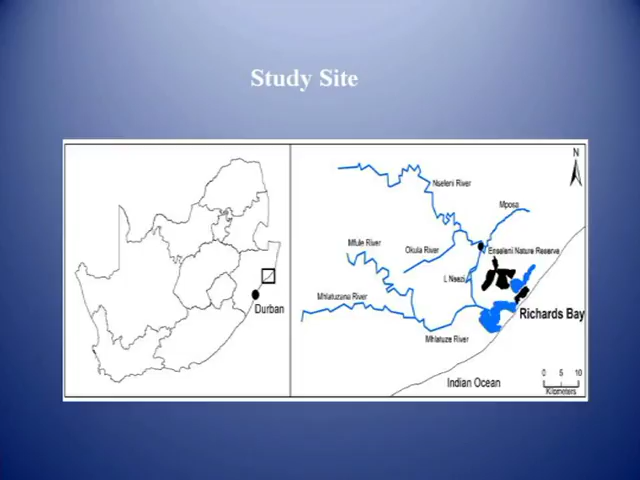 Study Site
N
Nseleni River
Mposa
Mfule River
Okula River
Enseleni Nature Reserve
L Nsezi
Mhlatuzana River
Durban
Richards Bay
Mhlatuze River
Indian Ocean
0 5 10
Kilometers